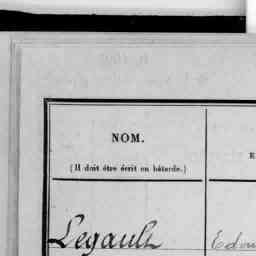 NOM.
(Il doit être écrit en bâtarde.)
Legault